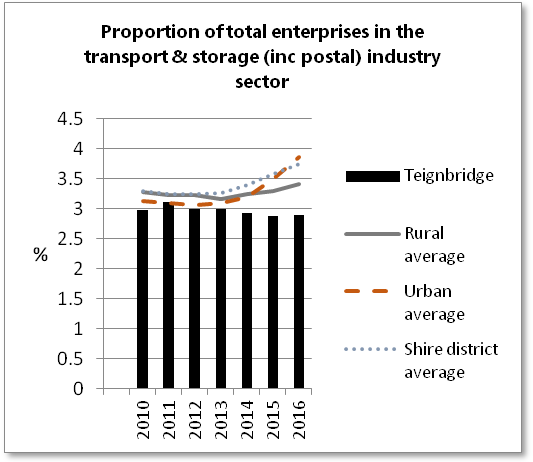 Proportion of total enterprises in the
transport & storage (inc postal) industry
sector
4.5
4
3.5
3
2.5
2
1.5
1
0.5
0
%
2010
2011
2012
2013
2014
2015
2016
Teignbridge
Rural
average
Urban
average
Shire district
average